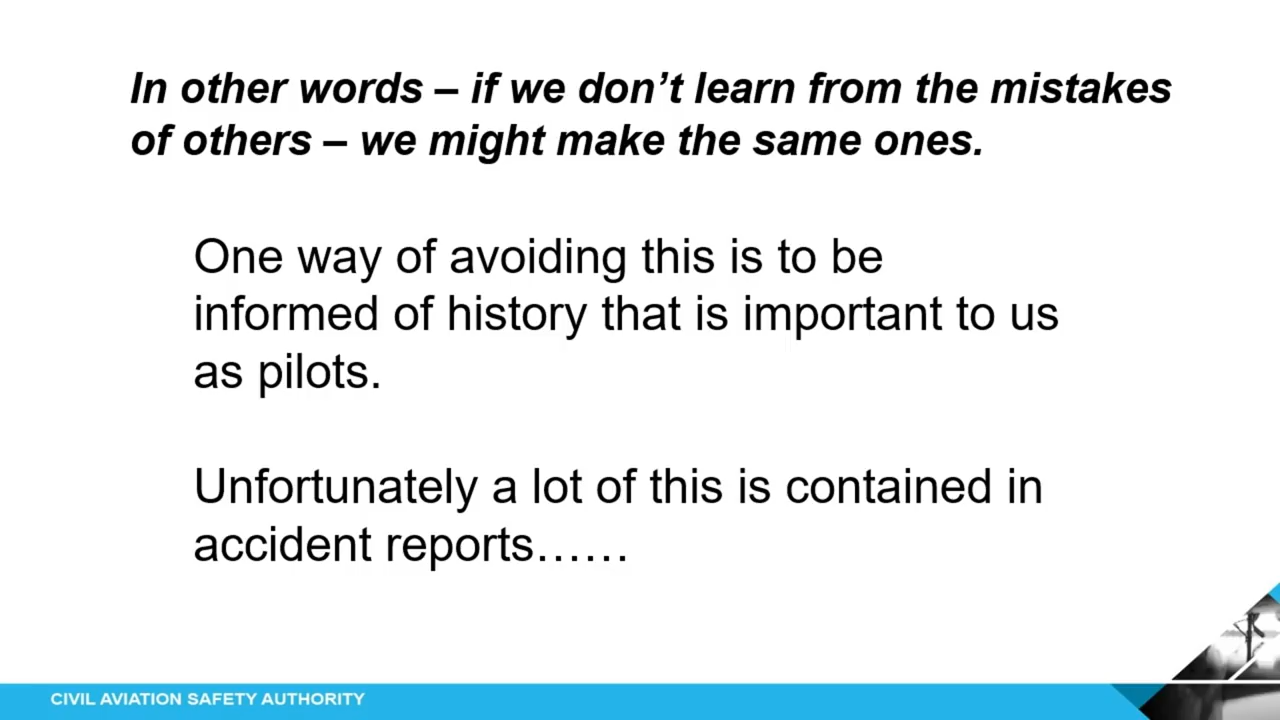 In other words – if we don’t learn from the mistakes
of others – we might make the same ones.
One way of avoiding this is to be
informed of history that is important to us
as pilots.
Unfortunately a lot of this is contained in
accident reports……
CIVIL AVIATION SAFETY AUTHORITY